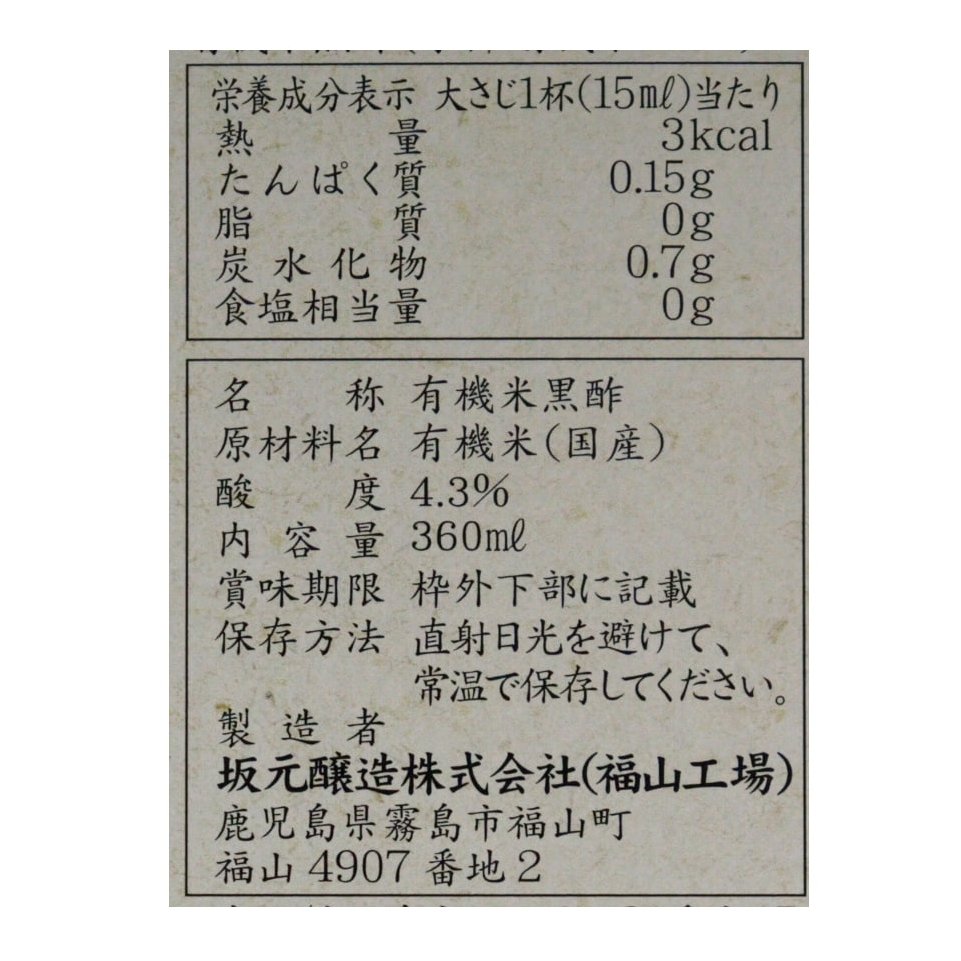 栄養成分表示 大さじ1杯(15㎖)当たり
熱量 3kcal
たんぱく質 0.15g
脂質 0g
炭水化物 0.7g
食塩相当量 0g
名称 有機米黒酢
原材料名 有機米(国産)
酸度 4.3%
内容量 360㎖
賞味期限 枠外下部に記載
保存方法 直射日光を避けて、
常温で保存してください。
製造者
坂元醸造株式会社(福山工場)
鹿児島県霧島市福山町
福山4907番地2